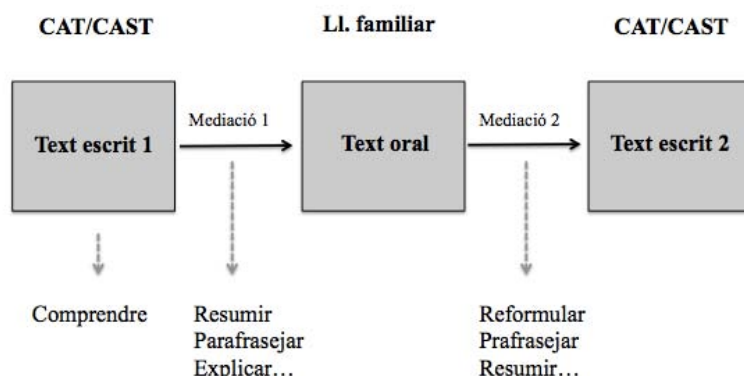 CAT/CAST
Ll. familiar
CAT/CAST
Text escrit 1
Mediació 1
Text oral
Mediació 2
Text escrit 2
Comprendre
Resumir
Parafrasejar
Explicar…
Reformular
Prafrasejar
Resumir…